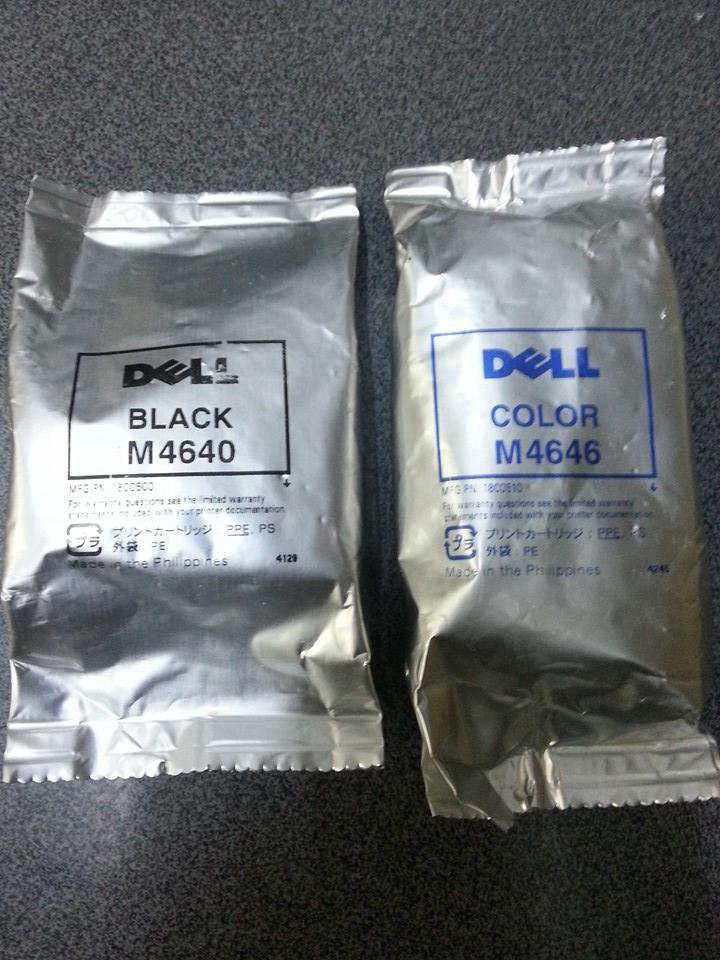 DELL
BLACK
M4640
MFG PN 18C0500
For warranty questions see the limited warranty
statements included with your printer documentation.
プラ
プリントカートリッジ : PPE, PS
外袋 : PE
Made in the Philippines 4129
DELL
COLOR
M4646
MFG PN 18C0510
For warranty questions see the limited warranty
statements included with your printer documentation.
プラ
プリントカートリッジ : PPE, PS
外袋 : PE
Made in the Philippines